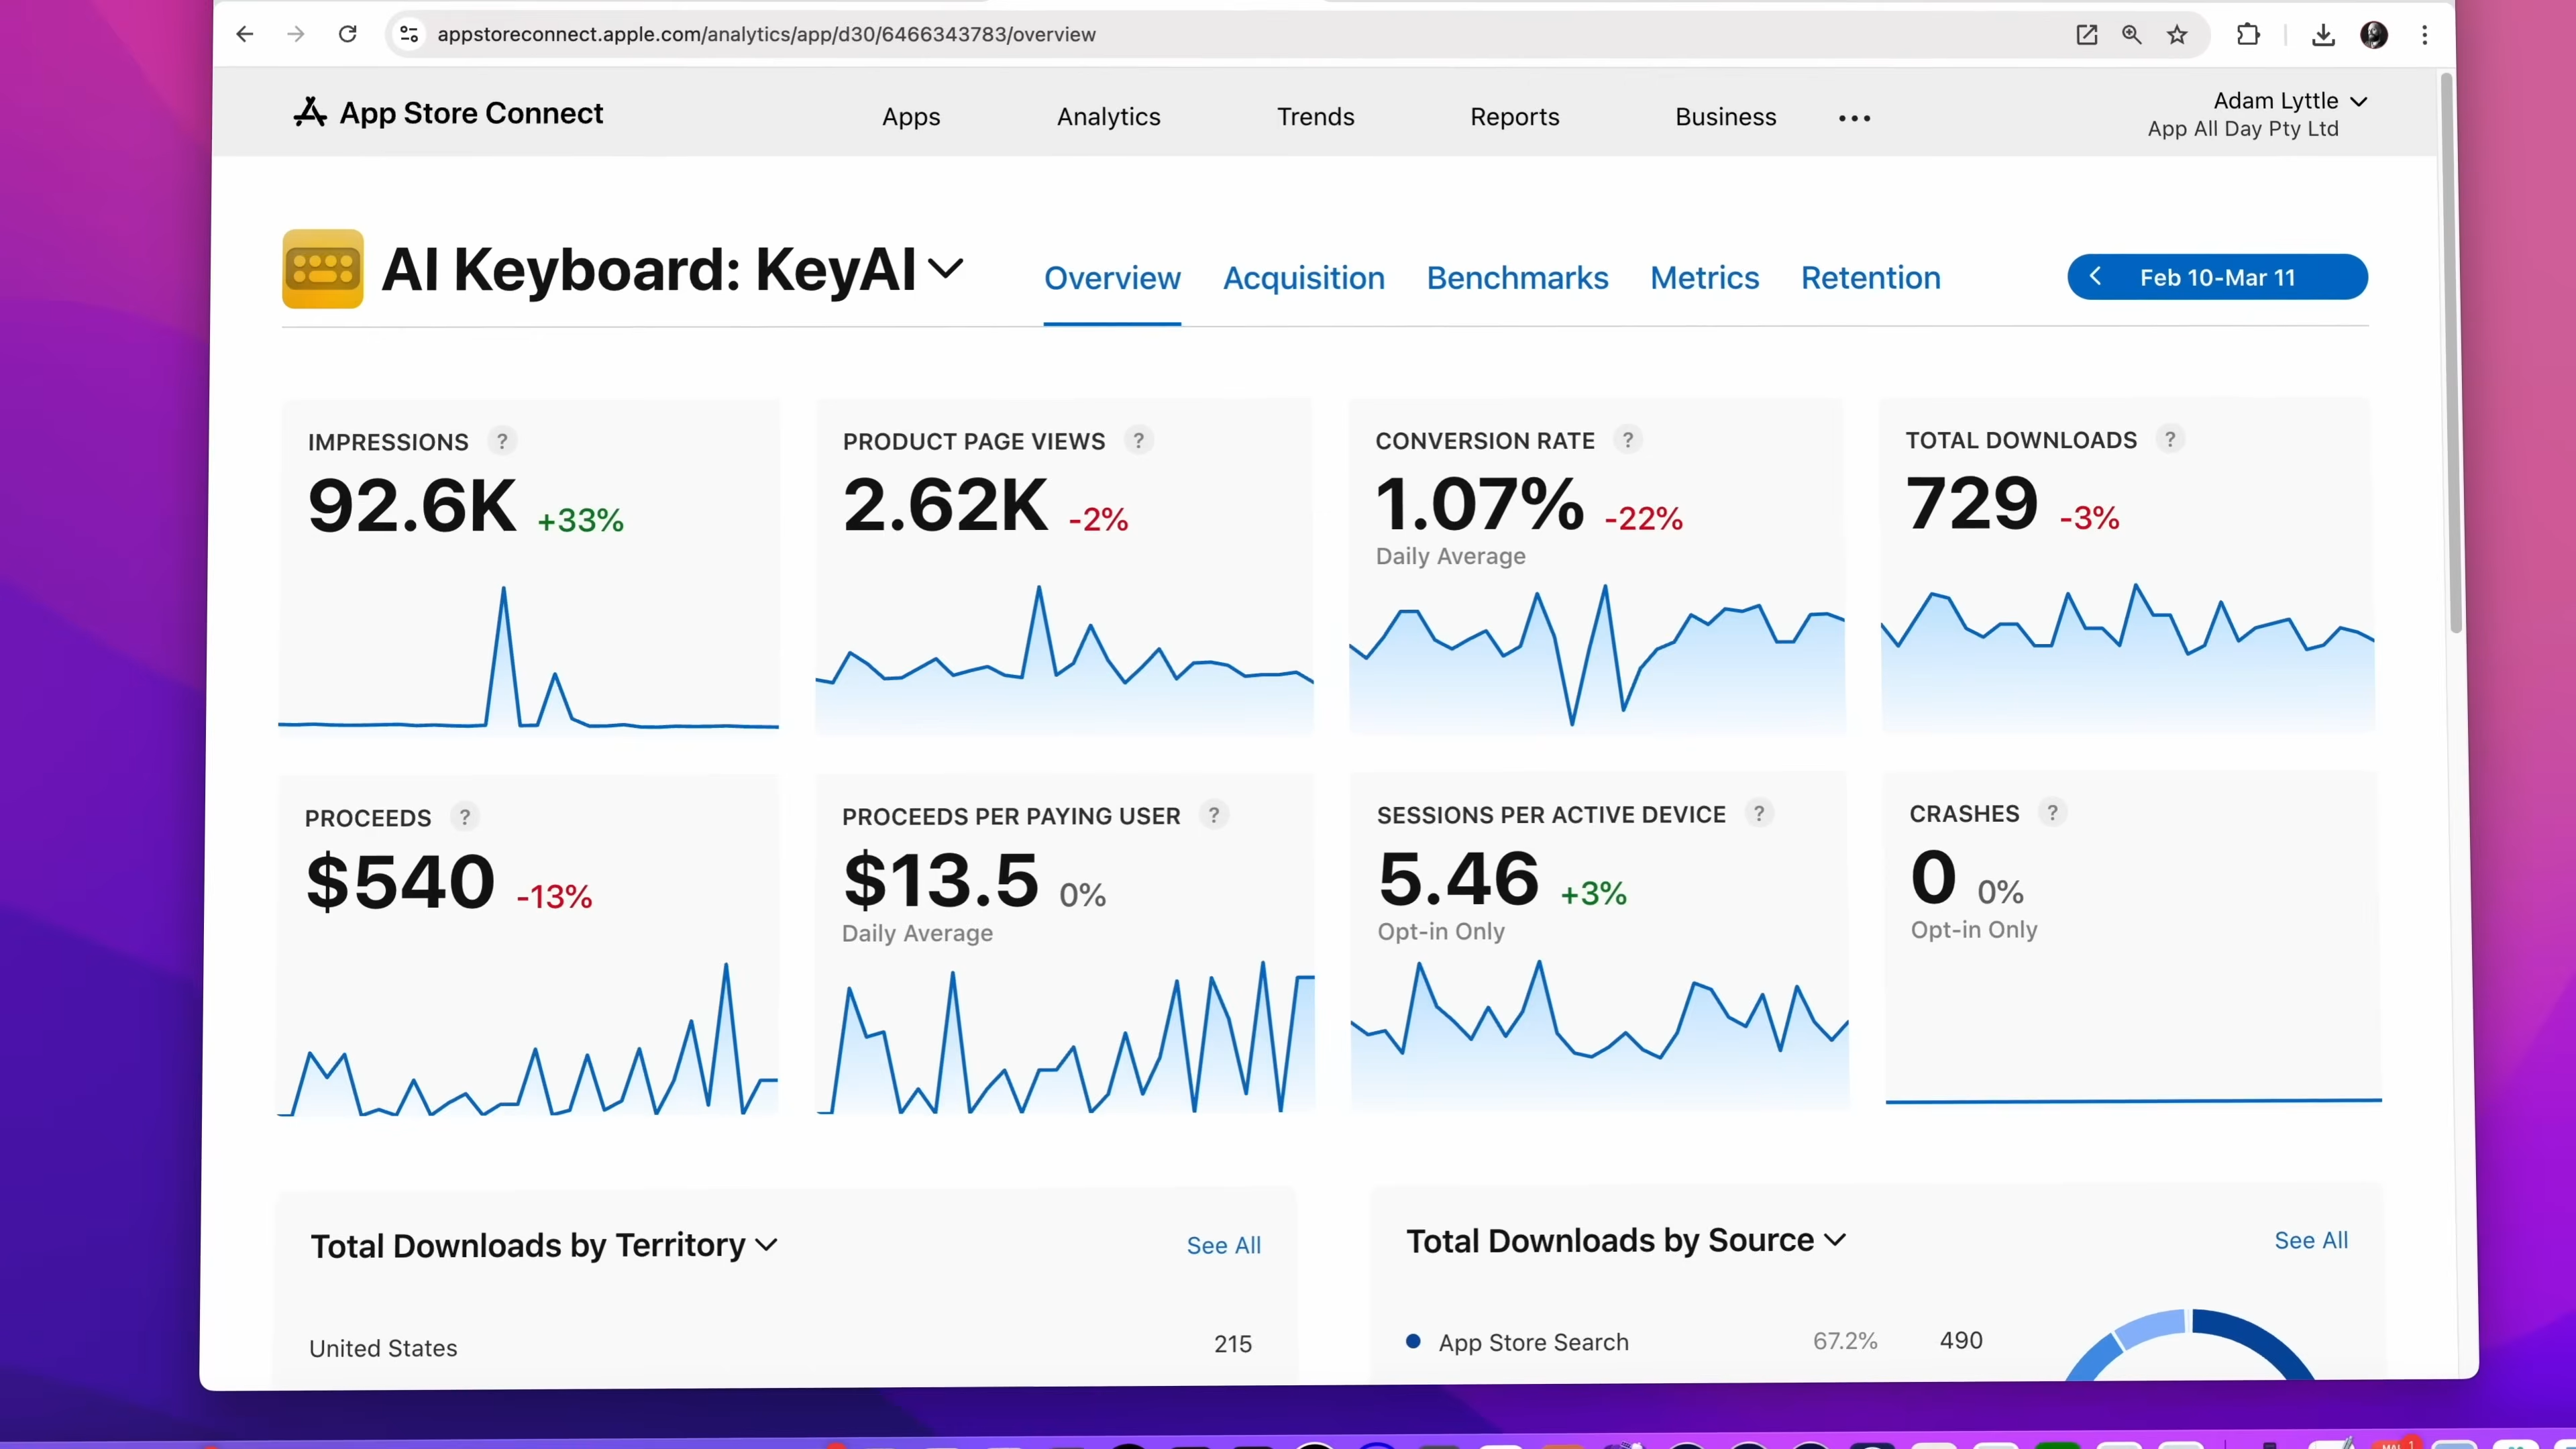 appstoreconnect.apple.com/analytics/app/d30/6466343783/overview
App Store Connect
Apps
Analytics
Trends
Reports
Business
Adam Lyttle
App All Day Pty Ltd
AI Keyboard: KeyAI
Overview
Acquisition
Benchmarks
Metrics
Retention
Feb 10-Mar 11
IMPRESSIONS ?
92.6K +33%
PRODUCT PAGE VIEWS ?
2.62K -2%
CONVERSION RATE ?
1.07% -22%
Daily Average
TOTAL DOWNLOADS ?
729 -3%
PROCEEDS ?
$540 -13%
PROCEEDS PER PAYING USER ?
$13.5 0%
Daily Average
SESSIONS PER ACTIVE DEVICE ?
5.46 +3%
Opt-in Only
CRASHES ?
0 0%
Opt-in Only
Total Downloads by Territory
See All
United States 215
Total Downloads by Source
See All
App Store Search 67.2% 490